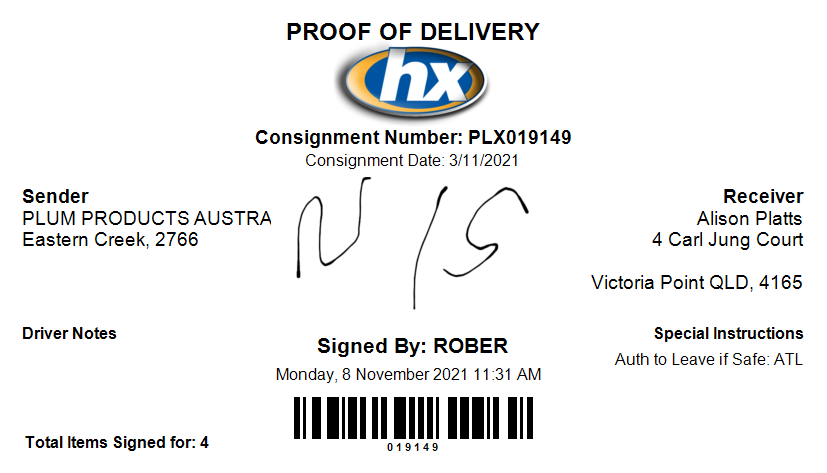 PROOF OF DELIVERY
hx
Consignment Number: PLX019149
Consignment Date: 3/11/2021
Sender
PLUM PRODUCTS AUSTRA
Eastern Creek, 2766
N/S
Receiver
Alison Platts
4 Carl Jung Court
Victoria Point QLD, 4165
Driver Notes
Signed By: ROBER
Monday, 8 November 2021 11:31 AM
Special Instructions
Auth to Leave if Safe: ATL
Total Items Signed for: 4
019149